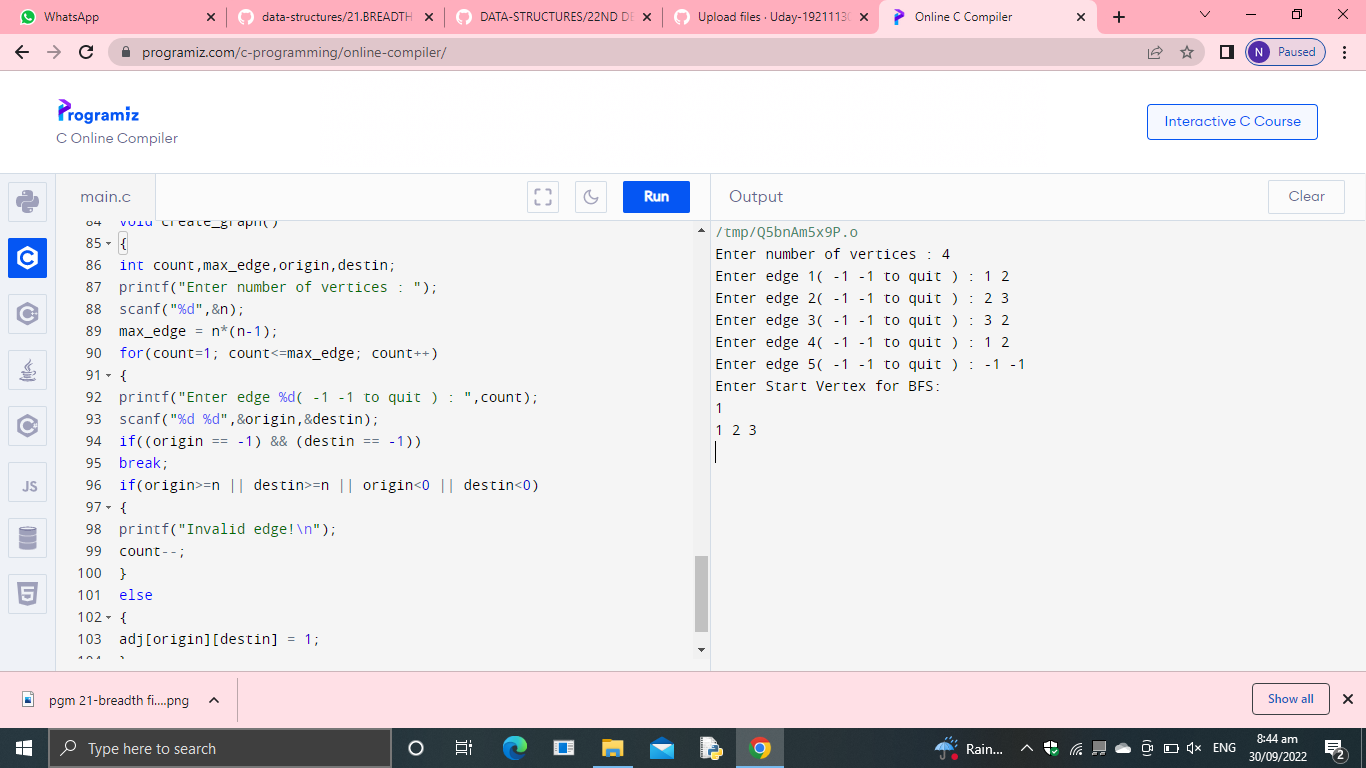 WhatsApp
data-structures/21.BREADTH
DATA-STRUCTURES/22ND DE
Upload files · Uday-19211130
Online C Compiler
programiz.com/c-programming/online-compiler/
N Paused
Programiz
C Online Compiler
Interactive C Course
main.c
Run
Output
Clear
84 void create_graph()
85 {
86 int count,max_edge,origin,destin;
87 printf("Enter number of vertices : ");
88 scanf("%d",&n);
89 max_edge = n*(n-1);
90 for(count=1; count<=max_edge; count++)
91 {
92 printf("Enter edge %d( -1 -1 to quit ) : ",count);
93 scanf("%d %d",&origin,&destin);
94 if((origin == -1) && (destin == -1))
95 break;
96 if(origin>=n || destin>=n || origin<0 || destin<0)
97 {
98 printf("Invalid edge!\n");
99 count--;
100 }
101 else
102 {
103 adj[origin][destin] = 1;
104 }
JS
/tmp/Q5bnAm5x9P.o
Enter number of vertices : 4
Enter edge 1( -1 -1 to quit ) : 1 2
Enter edge 2( -1 -1 to quit ) : 2 3
Enter edge 3( -1 -1 to quit ) : 3 2
Enter edge 4( -1 -1 to quit ) : 1 2
Enter edge 5( -1 -1 to quit ) : -1 -1
Enter Start Vertex for BFS:
1
1 2 3
pgm 21-breadth fi....png
Show all
Type here to search
Rain...
ENG
8:44 am
30/09/2022
2